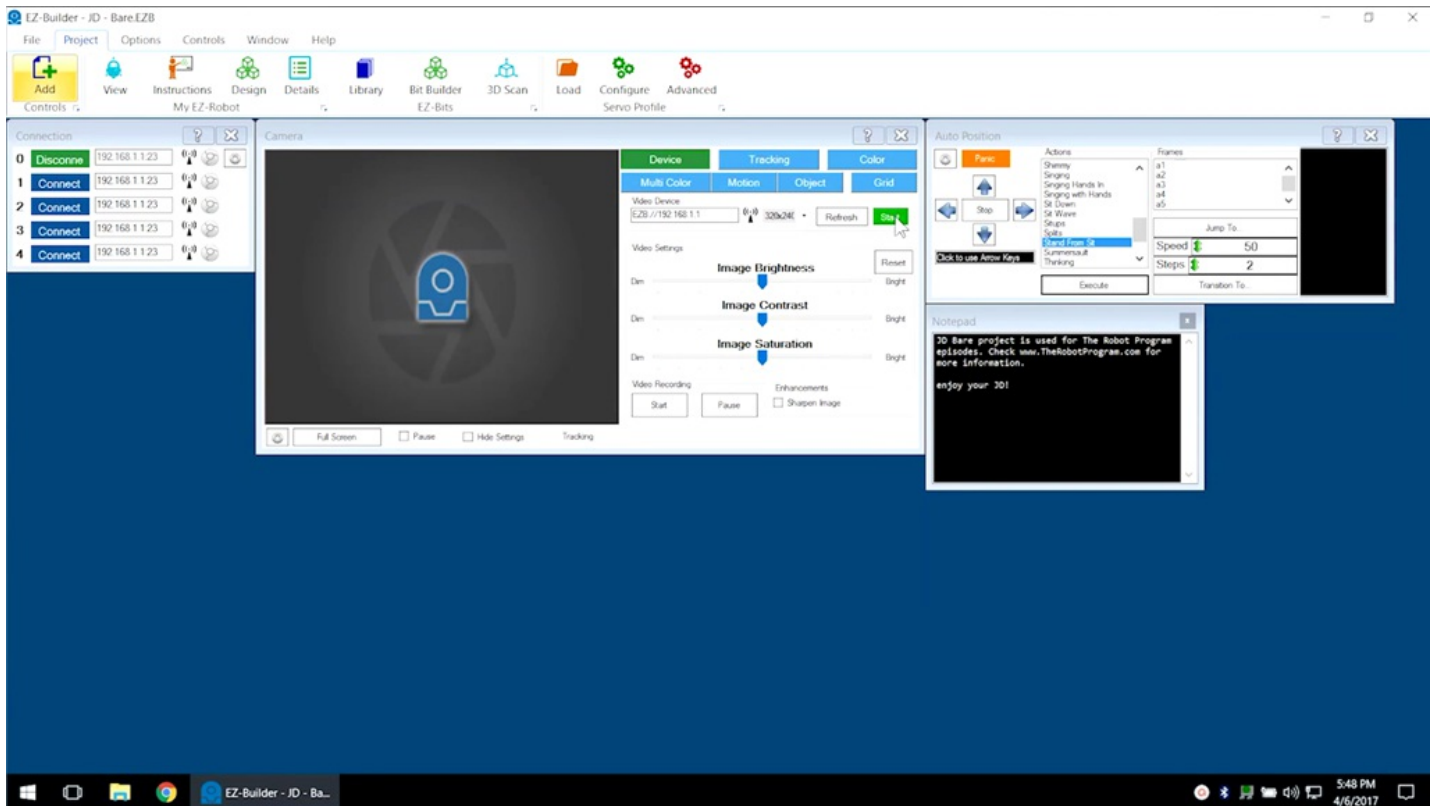 EZ-Builder - JD - Bare.EZB
File Project Options Controls Window Help
Add View Instructions Design Details Library Bit Builder 3D Scan Load Configure Advanced
Controls My EZ-Robot EZ-Bits Servo Profile
Connection
0 Disconne 192.168.1.1:23
1 Connect 192.168.1.1:23
2 Connect 192.168.1.1:23
3 Connect 192.168.1.1:23
4 Connect 192.168.1.1:23
Camera
Device Tracking Color
Multi Color Motion Object Grid
Video Device
EZB://192.168.1.1 Refresh
Video Settings
Reset
Image Brightness
Dim Bright
Image Contrast
Dim Bright
Image Saturation
Dim Bright
Video Recording Enhancements
Start Pause Sharpen Image
Full Screen Pause Hide Settings Tracking
Auto Position
Panic
Stop
Click to use Arrow Keys
Actions
Shimmy
Singing
Singing Hands In
Singing with Hands
Sit Down
Sit Wave
Situps
Splits
Stand From Sit
Summersault
Thinking
Execute
Frames
a1
a2
a3
a4
a5
Jump To..
Speed 50
Steps 2
Transition To...
Notepad
JD Bare project is used for The Robot Program
episodes. Check www.TheRobotProgram.com for
more information.
enjoy your JD!
EZ-Builder - JD - Ba...
5:48 PM
4/6/2017